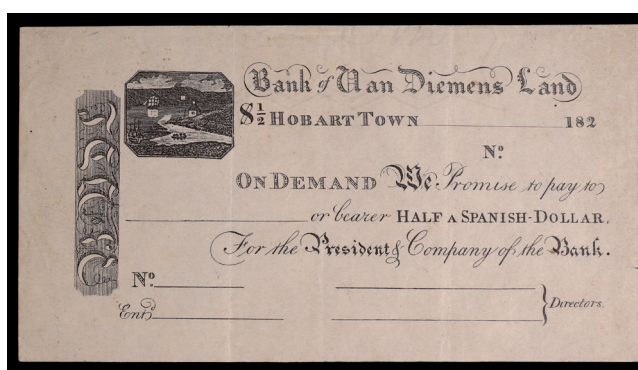 Bank of Van Diemens Land
$½ HOBART TOWN 182
No.
ON DEMAND We Promise to pay to
or bearer HALF A SPANISH-DOLLAR.
For the President & Company of the Bank.
No.
Entd.
Directors.